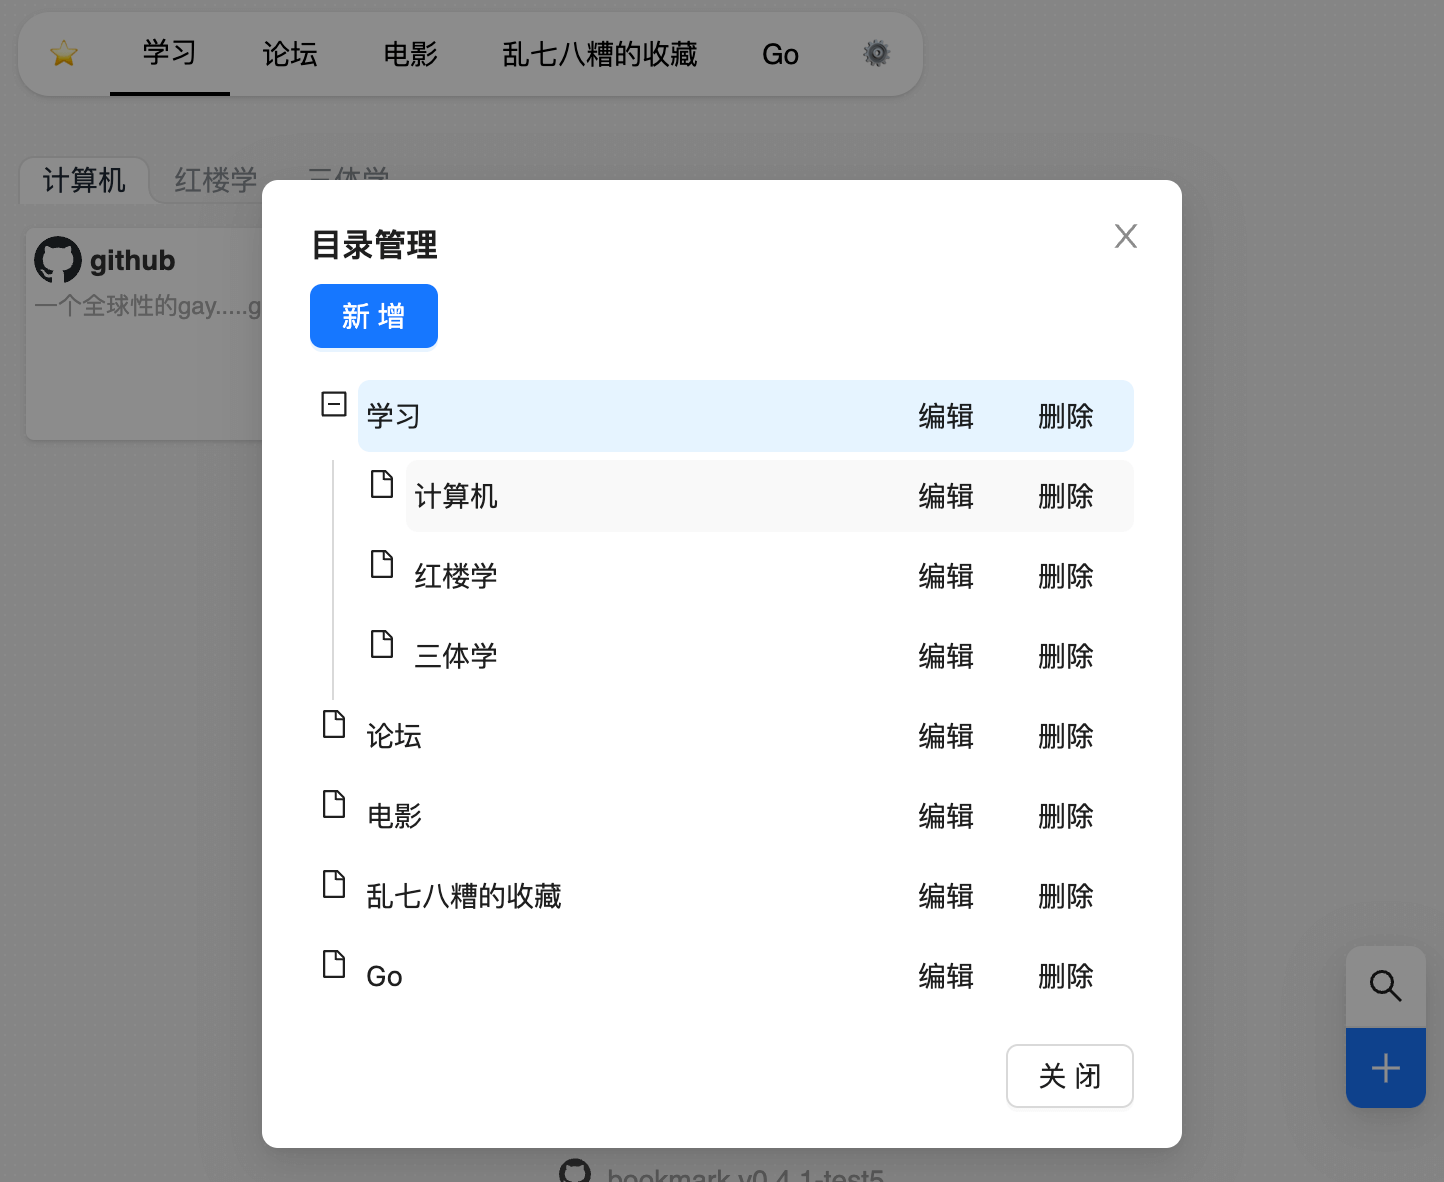 学习 论坛 电影 乱七八糟的收藏 Go
计算机 红楼学 三体学
github
一个全球性的gay.....g
目录管理
新 增
学习 编辑 删除
计算机 编辑 删除
红楼学 编辑 删除
三体学 编辑 删除
论坛 编辑 删除
电影 编辑 删除
乱七八糟的收藏 编辑 删除
Go 编辑 删除
关 闭
bookmark v0.4.1-test5